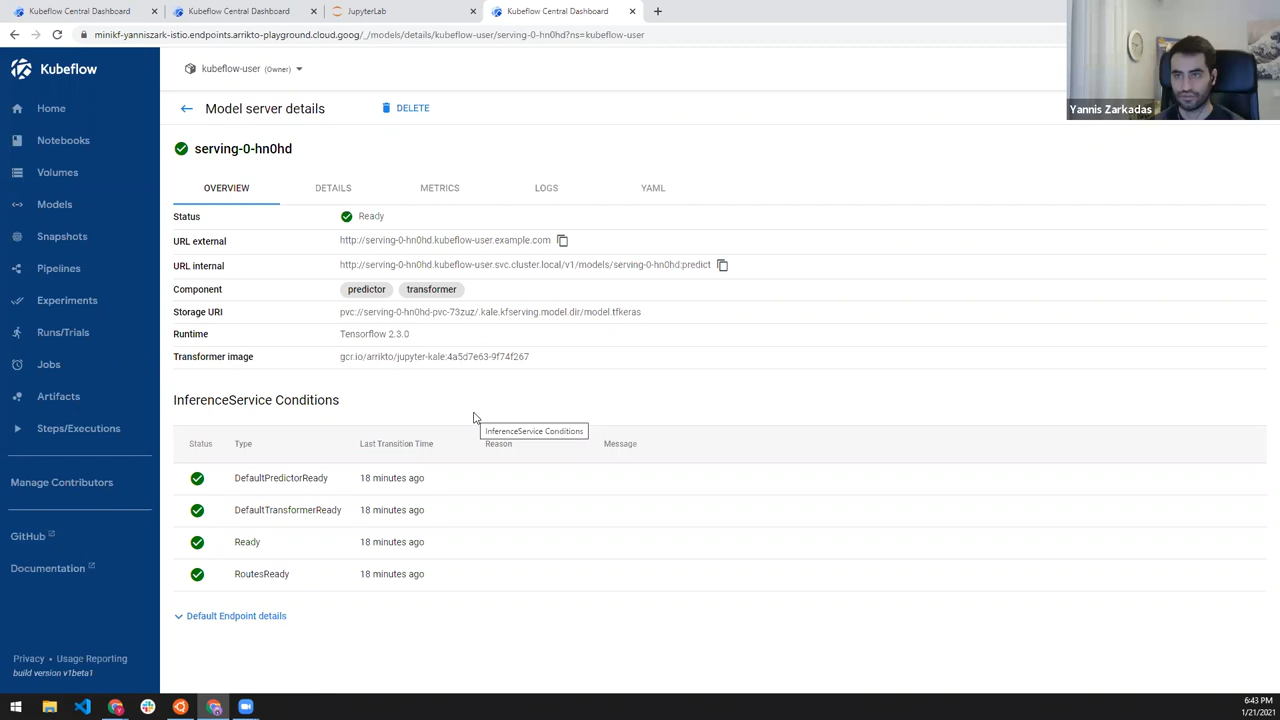 Kubeflow Central Dashboard
Kubeflow Central Dashboard
JupyterLab
Kubeflow Central Dashboard
minikf-yanniszark-istio.endpoints.arrikto-playground.cloud.goog/_/models/details/kubeflow-user/serving-0-hn0hd?ns=kubeflow-user
Yannis Zarkadas
Kubeflow
kubeflow-user (Owner)
Home
Notebooks
Volumes
Models
Snapshots
Pipelines
Experiments
Runs/Trials
Jobs
Artifacts
Steps/Executions
Manage Contributors
GitHub
Documentation
Privacy • Usage Reporting
build version v1beta1
Model server details
DELETE
serving-0-hn0hd
OVERVIEW DETAILS METRICS LOGS YAML
Status Ready
URL external http://serving-0-hn0hd.kubeflow-user.example.com
URL internal http://serving-0-hn0hd.kubeflow-user.svc.cluster.local/v1/models/serving-0-hn0hd:predict
Component predictor transformer
Storage URI pvc://serving-0-hn0hd-pvc-73zuz/.kale.kfserving.model.dir/model.tfkeras
Runtime Tensorflow 2.3.0
Transformer image gcr.io/arrikto/jupyter-kale:4a5d7e63-9f74f267
InferenceService Conditions
InferenceService Conditions
Status Type Last Transition Time Reason Message
DefaultPredictorReady 18 minutes ago
DefaultTransformerReady 18 minutes ago
Ready 18 minutes ago
RoutesReady 18 minutes ago
Default Endpoint details
6:43 PM
1/21/2021